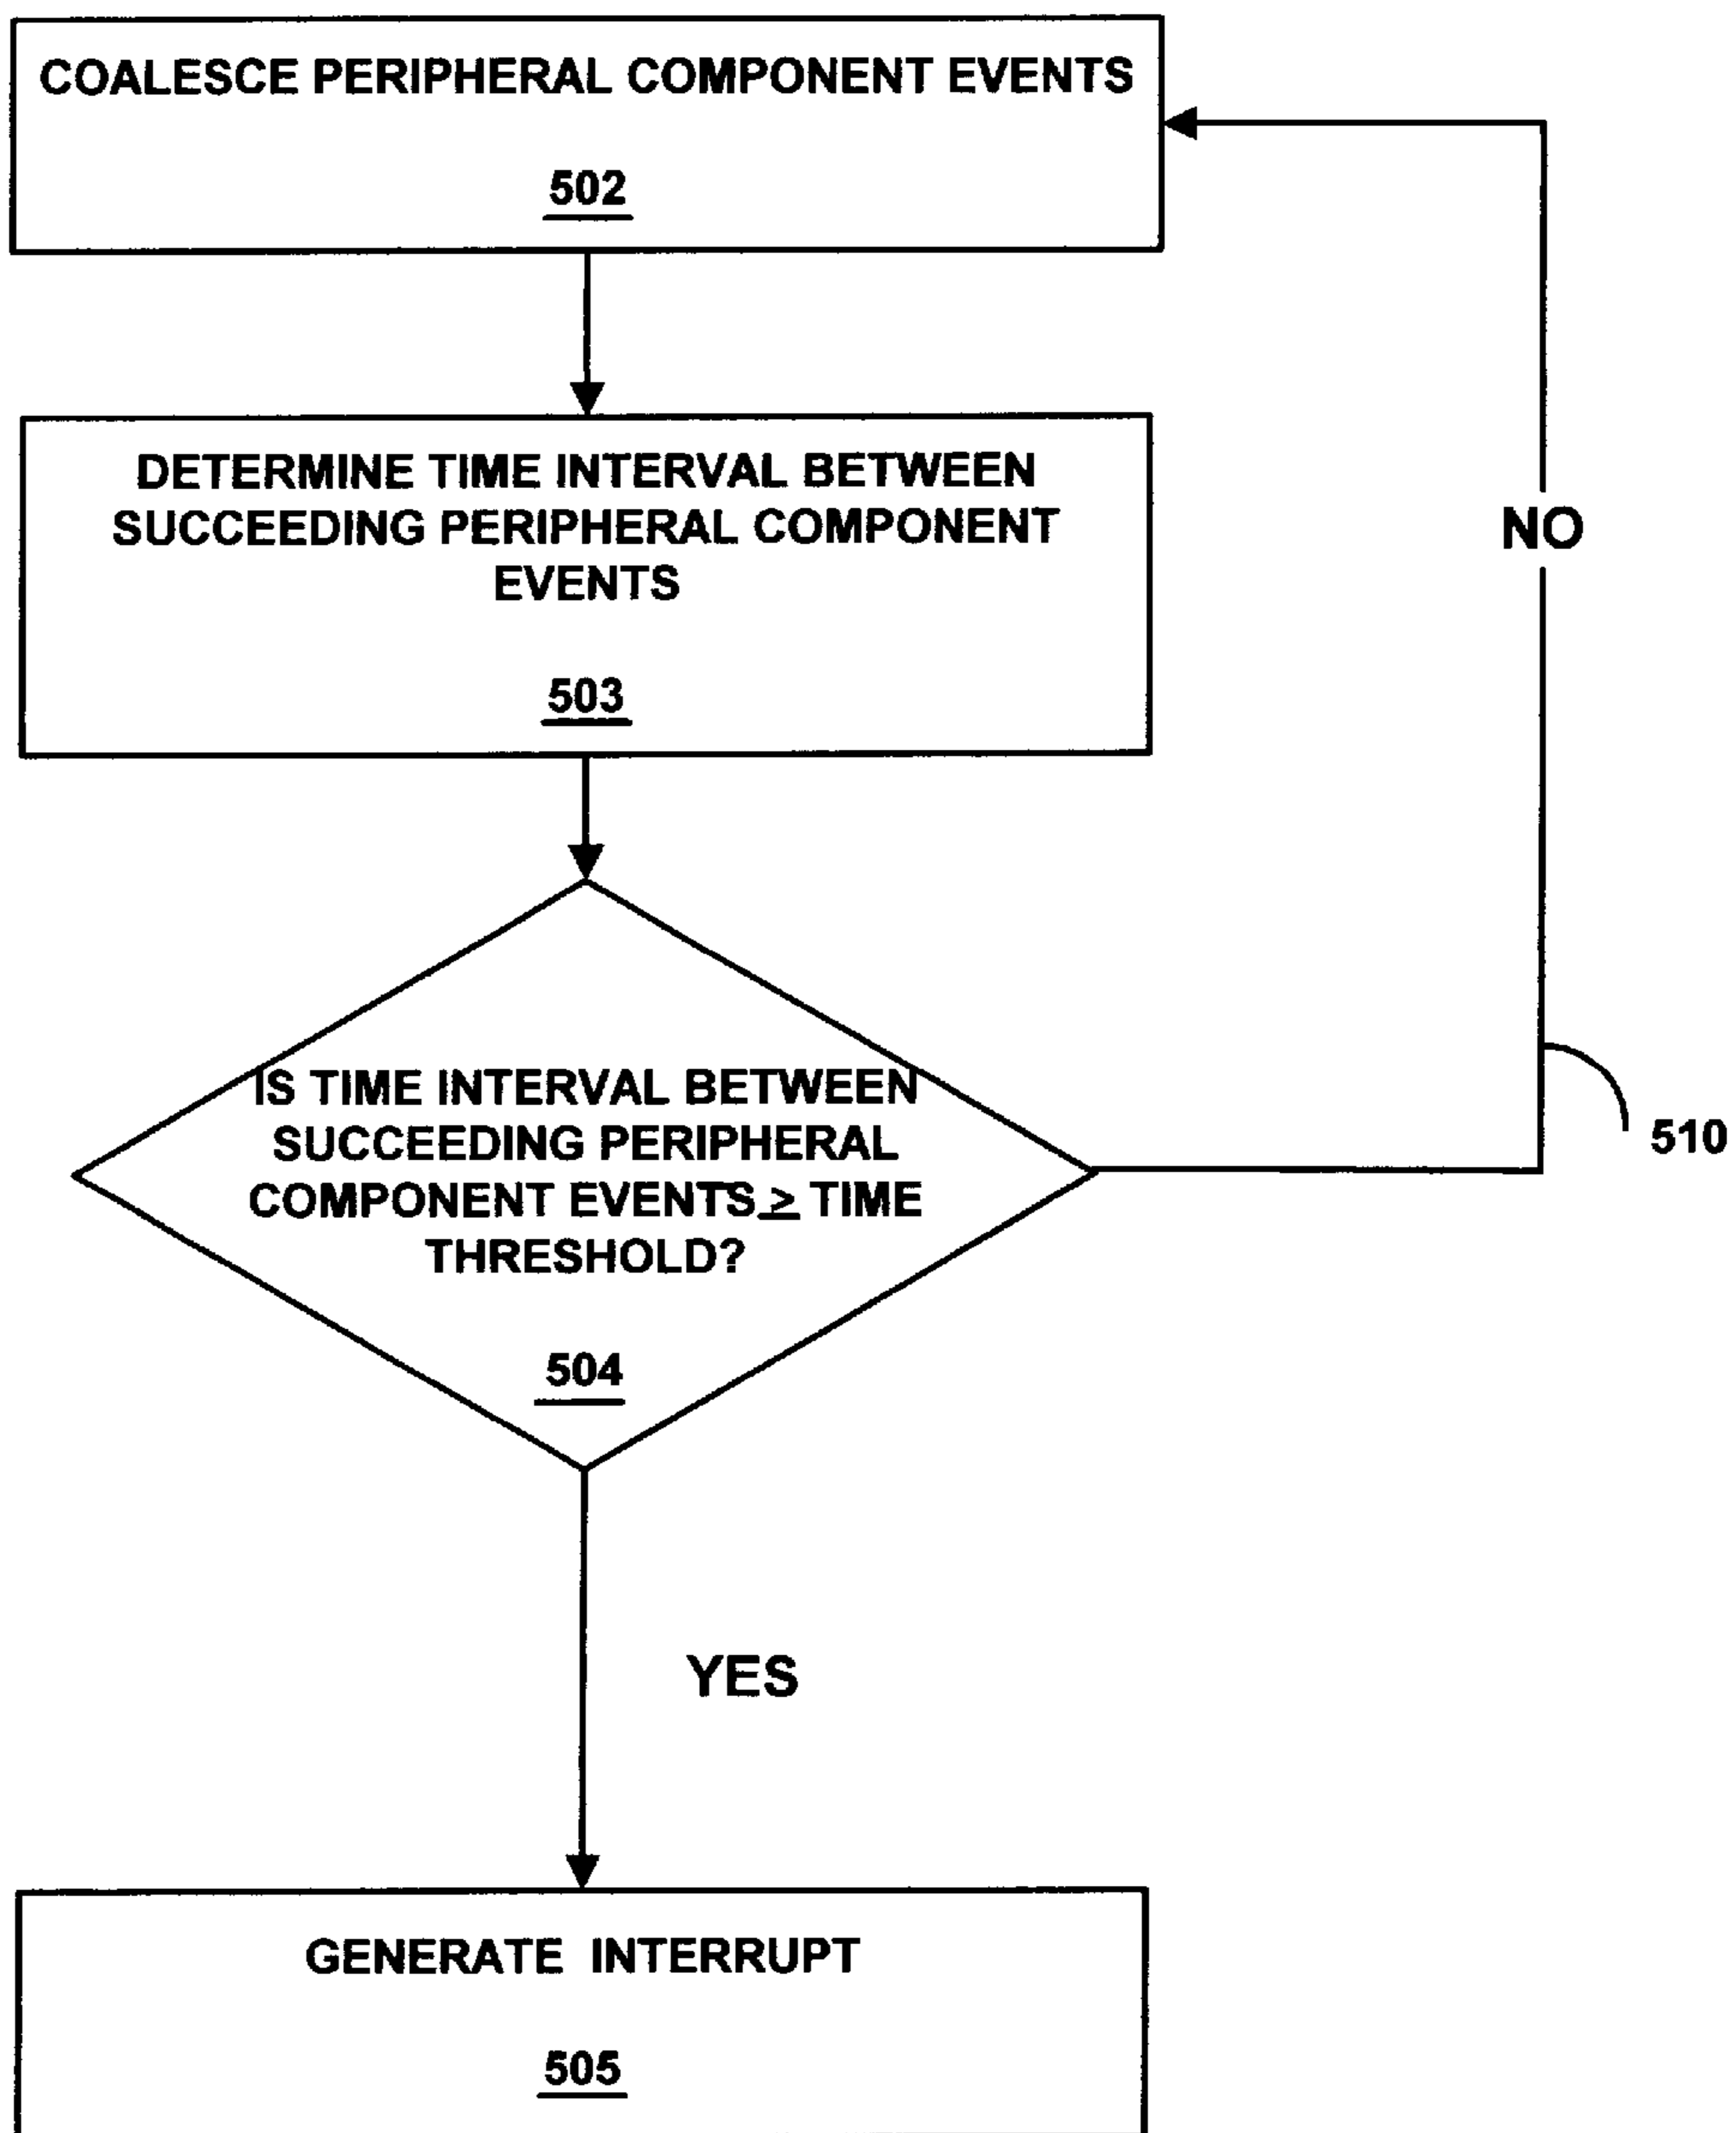 COALESCE PERIPHERAL COMPONENT EVENTS
502
DETERMINE TIME INTERVAL BETWEEN
SUCCEEDING PERIPHERAL COMPONENT
EVENTS
503
NO
IS TIME INTERVAL BETWEEN
SUCCEEDING PERIPHERAL
COMPONENT EVENTS ≥ TIME
THRESHOLD?
504
510
YES
GENERATE INTERRUPT
505